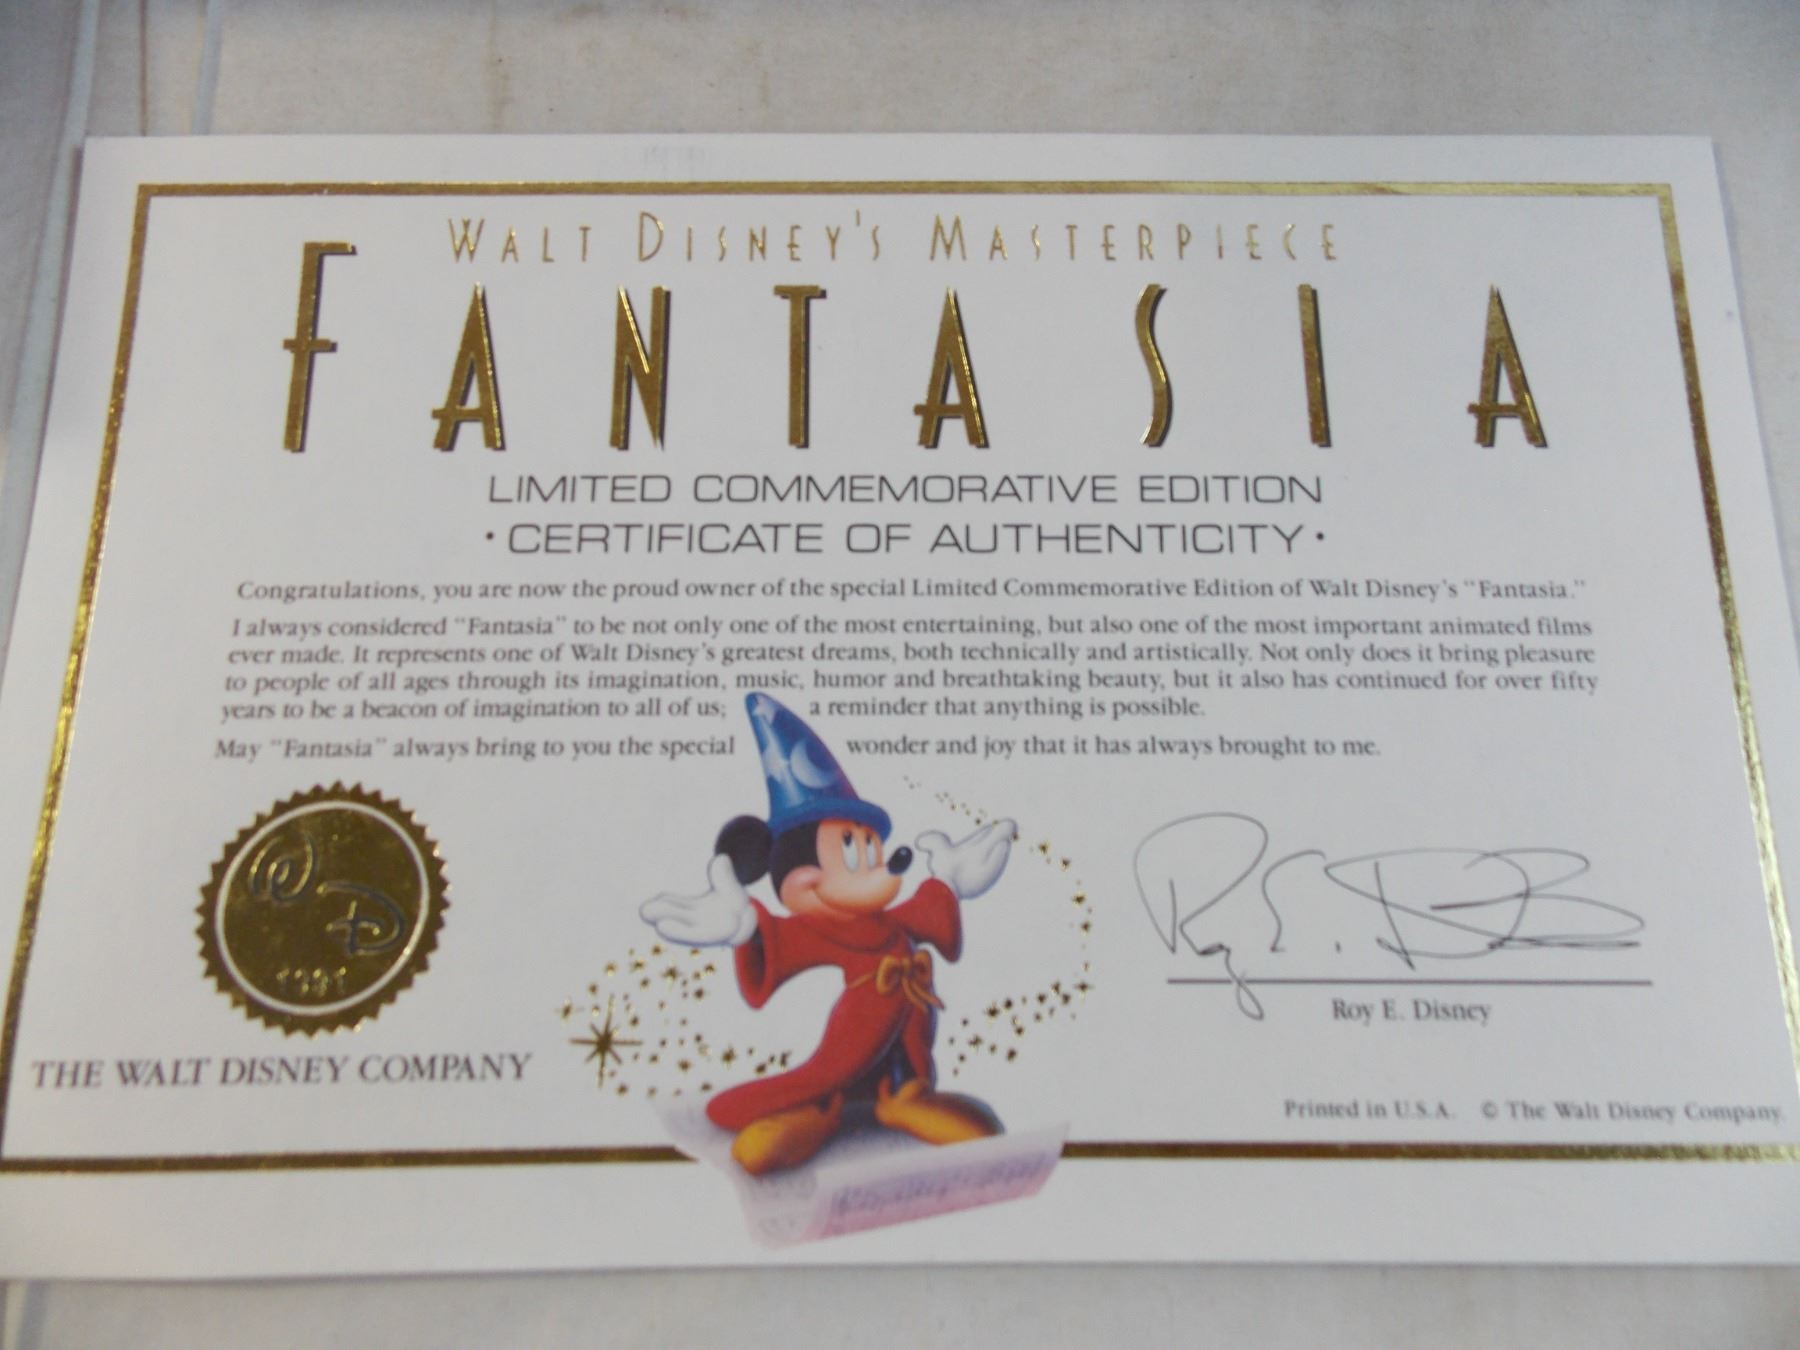 WALT DISNEY'S MASTERPIECE
FANTASIA
LIMITED COMMEMORATIVE EDITION
· CERTIFICATE OF AUTHENTICITY ·
Congratulations, you are now the proud owner of the special Limited Commemorative Edition of Walt Disney's "Fantasia."
I always considered "Fantasia" to be not only one of the most entertaining, but also one of the most important animated films
ever made. It represents one of Walt Disney's greatest dreams, both technically and artistically. Not only does it bring pleasure
to people of all ages through its imagination, music, humor and breathtaking beauty, but it also has continued for over fifty
years to be a beacon of imagination to all of us; a reminder that anything is possible.
May "Fantasia" always bring to you the special wonder and joy that it has always brought to me.
WD
1991
THE WALT DISNEY COMPANY
Roy E. Disney
Roy E. Disney
Printed in U.S.A. © The Walt Disney Company.